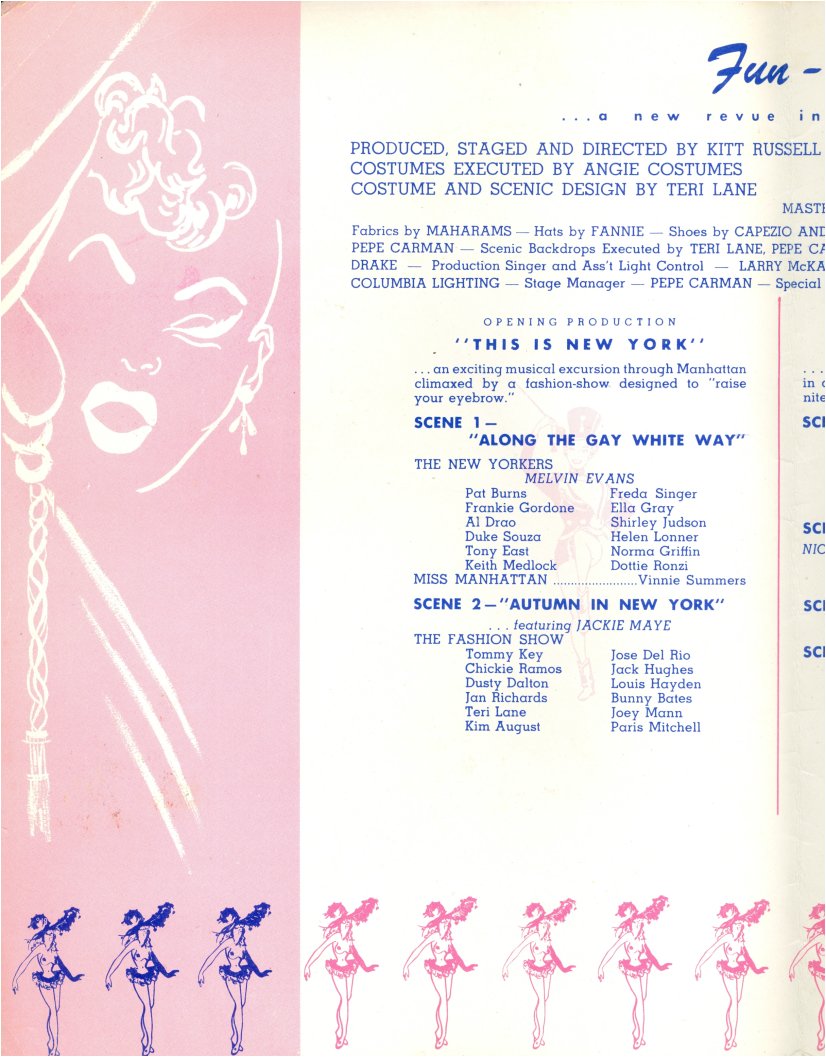 Fun -
...a new revue in
PRODUCED, STAGED AND DIRECTED BY KITT RUSSELL
COSTUMES EXECUTED BY ANGIE COSTUMES
COSTUME AND SCENIC DESIGN BY TERI LANE
MASTE
Fabrics by MAHARAMS — Hats by FANNIE — Shoes by CAPEZIO AND
PEPE CARMAN — Scenic Backdrops Executed by TERI LANE, PEPE CA
DRAKE — Production Singer and Ass't Light Control — LARRY McKA
COLUMBIA LIGHTING — Stage Manager — PEPE CARMAN — Special
OPENING PRODUCTION
''THIS IS NEW YORK''
...an exciting musical excursion through Manhattan
climaxed by a fashion-show designed to "raise
your eyebrow."
SCENE 1—
"ALONG THE GAY WHITE WAY"
THE NEW YORKERS
MELVIN EVANS
Pat Burns Freda Singer
Frankie Gordone Ella Gray
Al Drao Shirley Judson
Duke Souza Helen Lonner
Tony East Norma Griffin
Keith Medlock Dottie Ronzi
MISS MANHATTAN ........................Vinnie Summers
SCENE 2—"AUTUMN IN NEW YORK"
...featuring JACKIE MAYE
THE FASHION SHOW
Tommy Key Jose Del Rio
Chickie Ramos Jack Hughes
Dusty Dalton Louis Hayden
Jan Richards Bunny Bates
Teri Lane Joey Mann
Kim August Paris Mitchell
...
in
nite
SCE
SCE
NIC
SCE
SCE